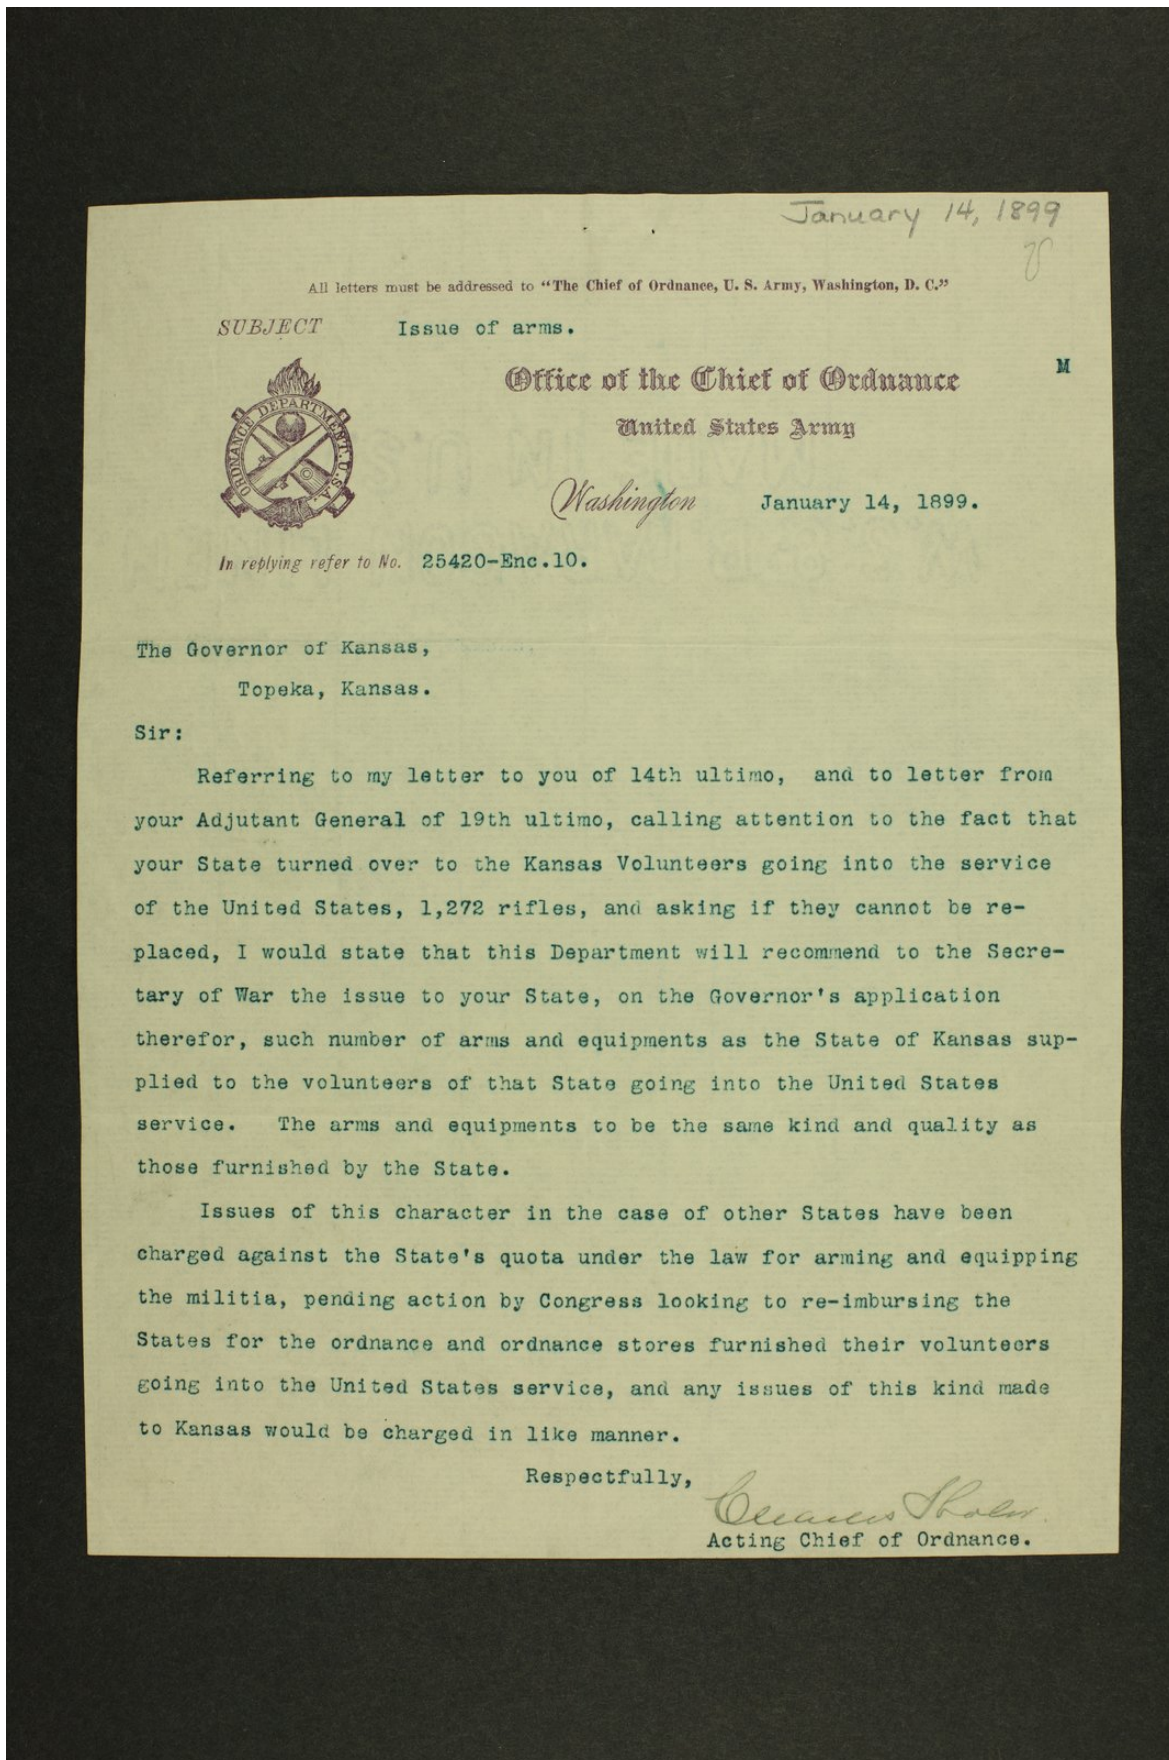 January 14, 1899
All letters must be addressed to “The Chief of Ordnance, U. S. Army, Washington, D. C.”
SUBJECT Issue of arms.
M
Office of the Chief of Ordnance
United States Army
ORDNANCE DEPARTMENT. U.S.A.
Washington January 14, 1899.
In replying refer to No. 25420-Enc.10.
The Governor of Kansas,
Topeka, Kansas.
Sir:
Referring to my letter to you of 14th ultimo, and to letter from
your Adjutant General of 19th ultimo, calling attention to the fact that
your State turned over to the Kansas Volunteers going into the service
of the United States, 1,272 rifles, and asking if they cannot be re-
placed, I would state that this Department will recommend to the Secre-
tary of War the issue to your State, on the Governor's application
therefor, such number of arms and equipments as the State of Kansas sup-
plied to the volunteers of that State going into the United States
service. The arms and equipments to be the same kind and quality as
those furnished by the State.
Issues of this character in the case of other States have been
charged against the State's quota under the law for arming and equipping
the militia, pending action by Congress looking to re-imbursing the
States for the ordnance and ordnance stores furnished their volunteers
going into the United States service, and any issues of this kind made
to Kansas would be charged in like manner.
Respectfully,
Charles
Acting Chief of Ordnance.